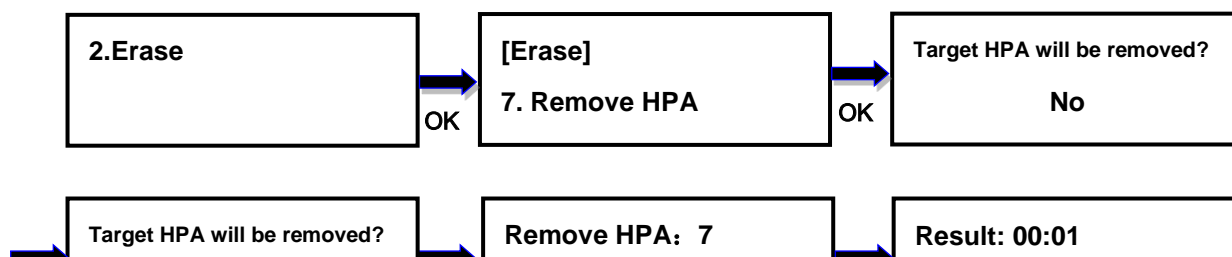 2.Erase
[Erase]
7. Remove HPA
Target HPA will be removed?
No
OK
OK
Target HPA will be removed?
Remove HPA：7
Result: 00:01